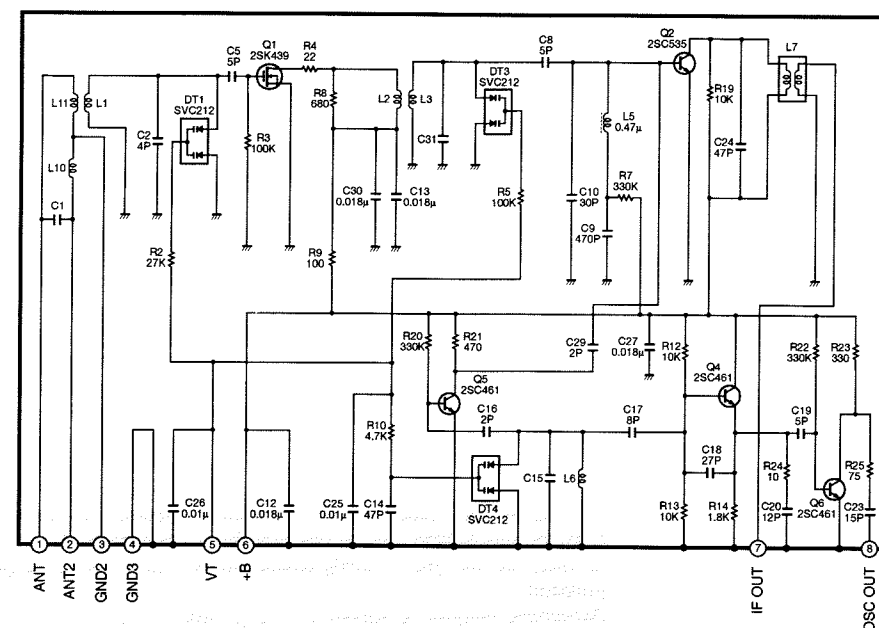 C5
5P
Q1
2SK439
R4
22
C8
5P
Q2
2SC535
L7
L11
L1
DT1
SVC212
R8
680
L2
L3
DT3
SVC212
R19
10K
C2
4P
R3
100K
C31
L5
0.47μ
C24
47P
L10
C1
C30
0.018μ
C13
0.018μ
R5
100K
C10
30P
R7
330K
C9
470P
R2
27K
R9
100
R20
330K
R21
470
C29
2P
C27
0.018μ
R12
10K
R22
330K
R23
330
Q5
2SC461
Q4
2SC461
R10
4.7K
C16
2P
C17
8P
C19
5P
C18
27P
R24
10
R25
75
DT4
SVC212
C15
L6
Q6
2SC461
C26
0.01μ
C12
0.018μ
C25
0.01μ
C14
47P
R13
10K
R14
1.8K
C20
12P
C23
15P
1
2
3
4
5
6
7
8
ANT
ANT2
GND2
GND3
VT
+B
IF OUT
OSC OUT